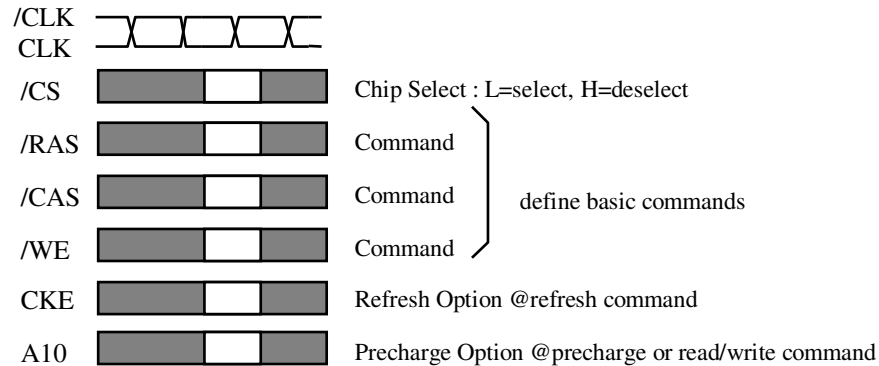 /CLK
CLK
/CS Chip Select : L=select, H=deselect
/RAS Command
/CAS Command define basic commands
/WE Command
CKE Refresh Option @refresh command
A10 Precharge Option @precharge or read/write command